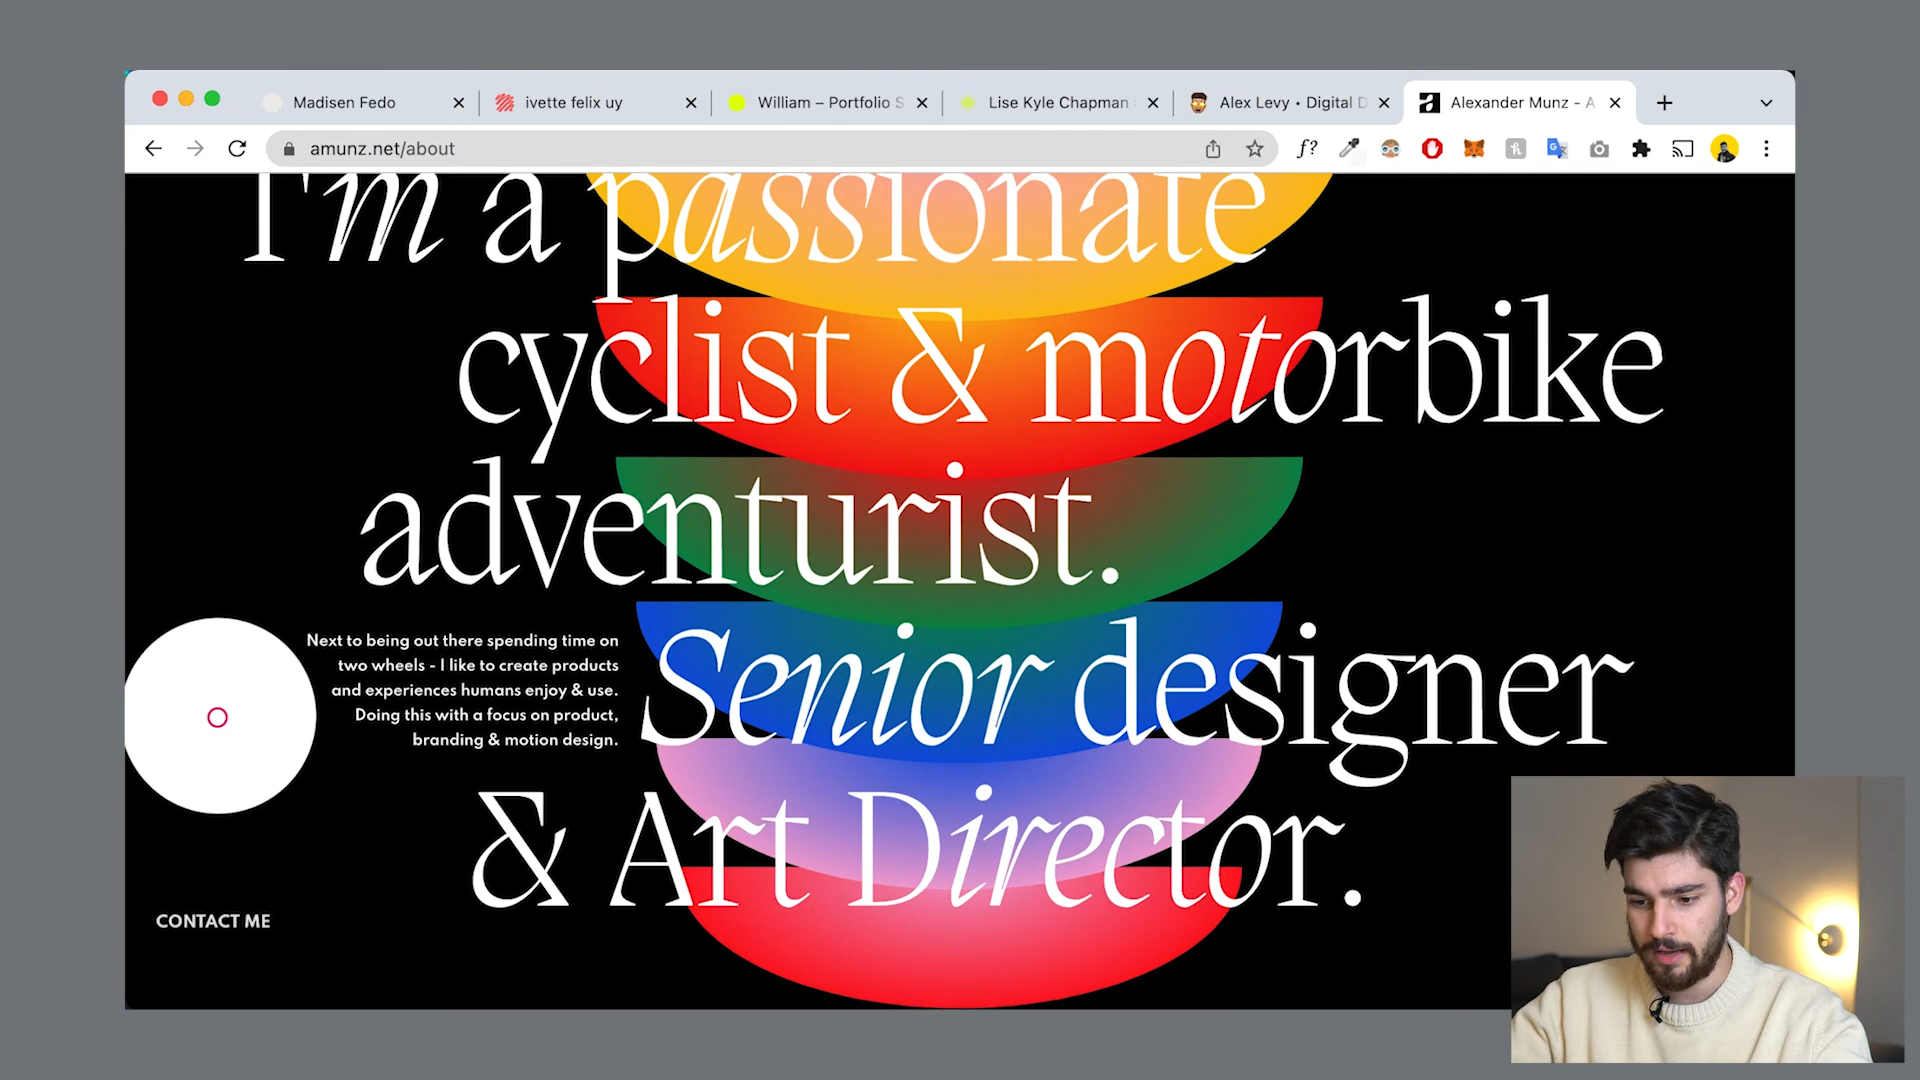 Madisen Fedo
ivette felix uy
William – Portfolio S
Lise Kyle Chapman
Alex Levy • Digital D
Alexander Munz - A
amunz.net/about
f?
I'm a passionate
cyclist & motorbike
adventurist.
Next to being out there spending time on
two wheels - I like to create products
and experiences humans enjoy & use.
Doing this with a focus on product,
branding & motion design.
Senior designer
& Art Director.
CONTACT ME